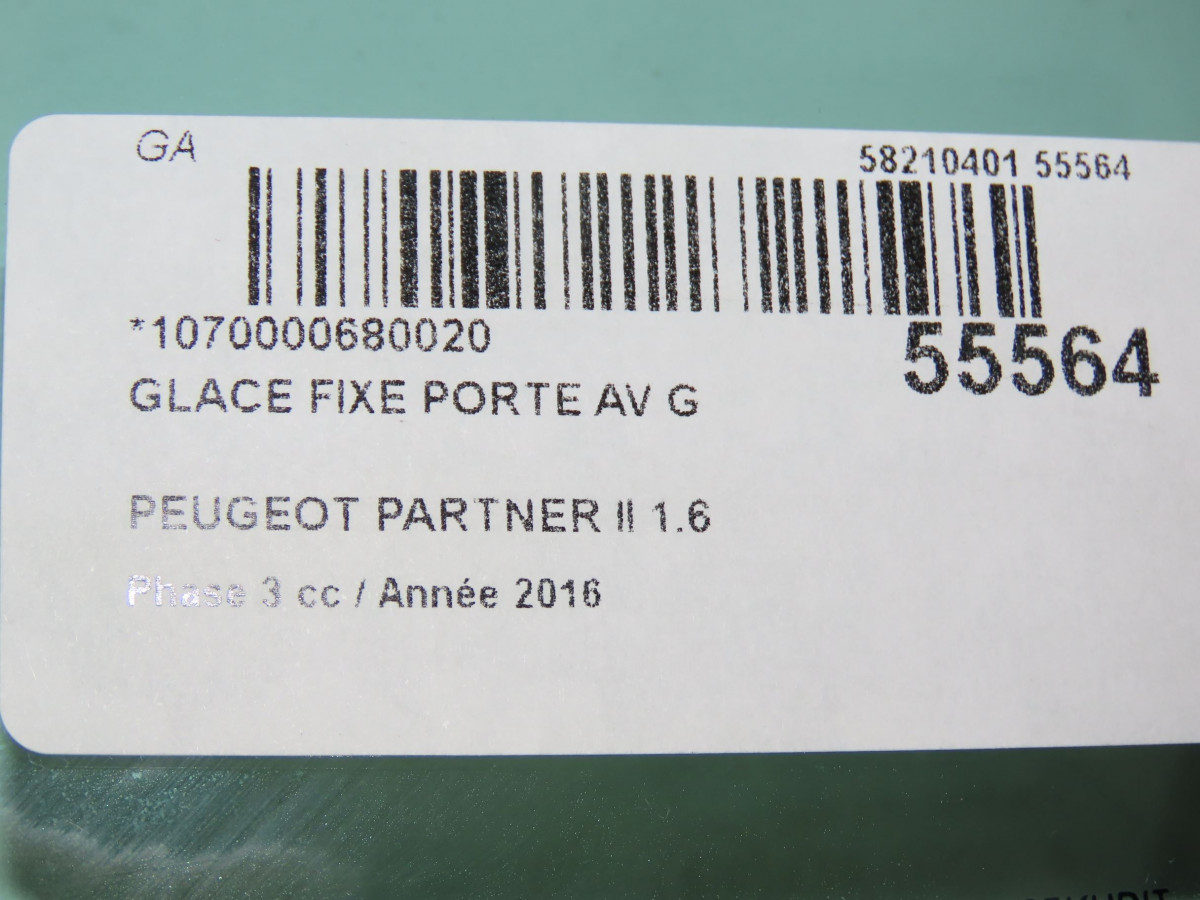 GA
58210401 55564
*1070000680020
55564
GLACE FIXE PORTE AV G
PEUGEOT PARTNER II 1.6
Phase 3 cc / Année 2016